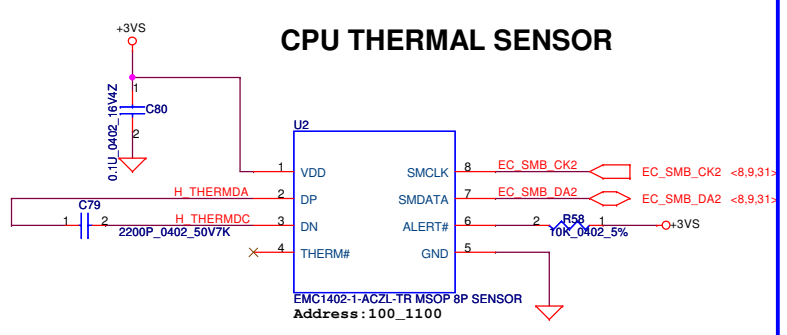 +3VS
CPU THERMAL SENSOR
1
C80
0.1U_0402_16V4Z
2
U2
1 VDD SMCLK 8 EC_SMB_CK2 EC_SMB_CK2 <8,9,31>
H_THERMDA 2 DP SMDATA 7 EC_SMB_DA2 EC_SMB_DA2 <8,9,31>
C79
1 2 H_THERMDC 3 DN ALERT# 6 2 R58 1 +3VS
2200P_0402_50V7K 10K_0402_5%
4 THERM# GND 5
EMC1402-1-ACZL-TR MSOP 8P SENSOR
Address:100_1100